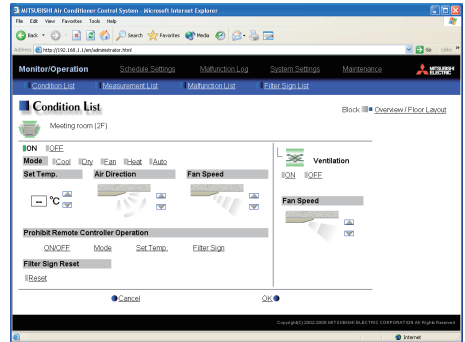 MITSUBISHI Air Conditioner Control System - Microsoft Internet Explorer
File Edit View Favorites Tools Help
Back Search Favorites Media
Address http://192.168.1.1/en/administrator.html Go Links »
Monitor/Operation Schedule Settings Malfunction Log System Settings Maintenance MITSUBISHI ELECTRIC
Condition List Measurement List Malfunction List Filter Sign List
Condition List
Block Overview / Floor Layout
Meeting room (2F)
ON OFF
Mode Cool Dry Fan Heat Auto
Ventilation
Set Temp. Air Direction Fan Speed
ON OFF
-- °C
Fan Speed
Prohibit Remote Controller Operation
ON/OFF Mode Set Temp. Filter Sign
Filter Sign Reset
Reset
Cancel OK
Copyright(C) 2002-2009 MITSUBISHI ELECTRIC CORPORATION All Rights Reserved
Internet